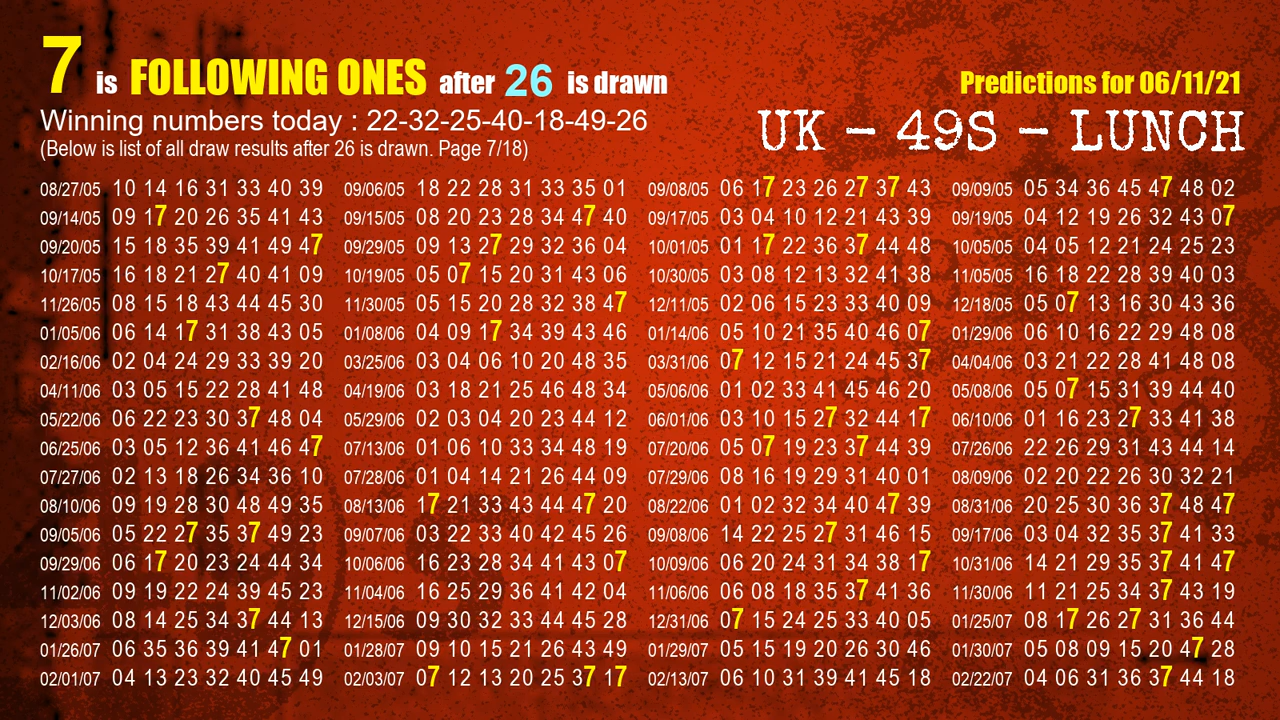 7 is FOLLOWING ONES after 26 is drawn
Predictions for 06/11/21
Winning numbers today : 22-32-25-40-18-49-26
UK - 49S - LUNCH
(Below is list of all draw results after 26 is drawn. Page 7/18)
08/27/05 10 14 16 31 33 40 39 09/06/05 18 22 28 31 33 35 01 09/08/05 06 17 23 26 27 37 43 09/09/05 05 34 36 45 47 48 02
09/14/05 09 17 20 26 35 41 43 09/15/05 08 20 23 28 34 47 40 09/17/05 03 04 10 12 21 43 39 09/19/05 04 12 19 26 32 43 07
09/20/05 15 18 35 39 41 49 47 09/29/05 09 13 27 29 32 36 04 10/01/05 01 17 22 36 37 44 48 10/05/05 04 05 12 21 24 25 23
10/17/05 16 18 21 27 40 41 09 10/19/05 05 07 15 20 31 43 06 10/30/05 03 08 12 13 32 41 38 11/05/05 16 18 22 28 39 40 03
11/26/05 08 15 18 43 44 45 30 11/30/05 05 15 20 28 32 38 47 12/11/05 02 06 15 23 33 40 09 12/18/05 05 07 13 16 30 43 36
01/05/06 06 14 17 31 38 43 05 01/08/06 04 09 17 34 39 43 46 01/14/06 05 10 21 35 40 46 07 01/29/06 06 10 16 22 29 48 08
02/16/06 02 04 24 29 33 39 20 03/25/06 03 04 06 10 20 48 35 03/31/06 07 12 15 21 24 45 37 04/04/06 03 21 22 28 41 48 08
04/11/06 03 05 15 22 28 41 48 04/19/06 03 18 21 25 46 48 34 05/06/06 01 02 33 41 45 46 20 05/08/06 05 07 15 31 39 44 40
05/22/06 06 22 23 30 37 48 04 05/29/06 02 03 04 20 23 44 12 06/01/06 03 10 15 27 32 44 17 06/10/06 01 16 23 27 33 41 38
06/25/06 03 05 12 36 41 46 47 07/13/06 01 06 10 33 34 48 19 07/20/06 05 07 19 23 37 44 39 07/26/06 22 26 29 31 43 44 14
07/27/06 02 13 18 26 34 36 10 07/28/06 01 04 14 21 26 44 09 07/29/06 08 16 19 29 31 40 01 08/09/06 02 20 22 26 30 32 21
08/10/06 09 19 28 30 48 49 35 08/13/06 17 21 33 43 44 47 20 08/22/06 01 02 32 34 40 47 39 08/31/06 20 25 30 36 37 48 47
09/05/06 05 22 27 35 37 49 23 09/07/06 03 22 33 40 42 45 26 09/08/06 14 22 25 27 31 46 15 09/17/06 03 04 32 35 37 41 33
09/29/06 06 17 20 23 24 44 34 10/06/06 16 23 28 34 41 43 07 10/09/06 06 20 24 31 34 38 17 10/31/06 14 21 29 35 37 41 47
11/02/06 09 19 22 24 39 45 23 11/04/06 16 25 29 36 41 42 04 11/06/06 06 08 18 35 37 41 36 11/30/06 11 21 25 34 37 43 19
12/03/06 08 14 25 34 37 44 13 12/15/06 09 30 32 33 44 45 28 12/31/06 07 15 24 25 33 40 05 01/25/07 08 17 26 27 31 36 44
01/26/07 06 35 36 39 41 47 01 01/28/07 09 10 15 21 26 43 49 01/29/07 05 15 19 20 26 30 46 01/30/07 05 08 09 15 20 47 28
02/01/07 04 13 23 32 40 45 49 02/03/07 07 12 13 20 25 37 17 02/13/07 06 10 31 39 41 45 18 02/22/07 04 06 31 36 37 44 18